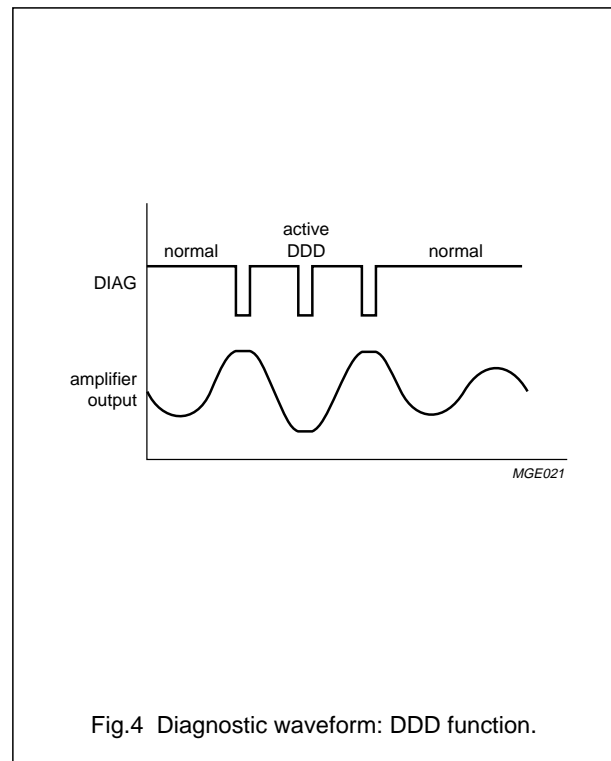 active
normal DDD normal
DIAG
amplifier
output
MGE021
Fig.4 Diagnostic waveform: DDD function.